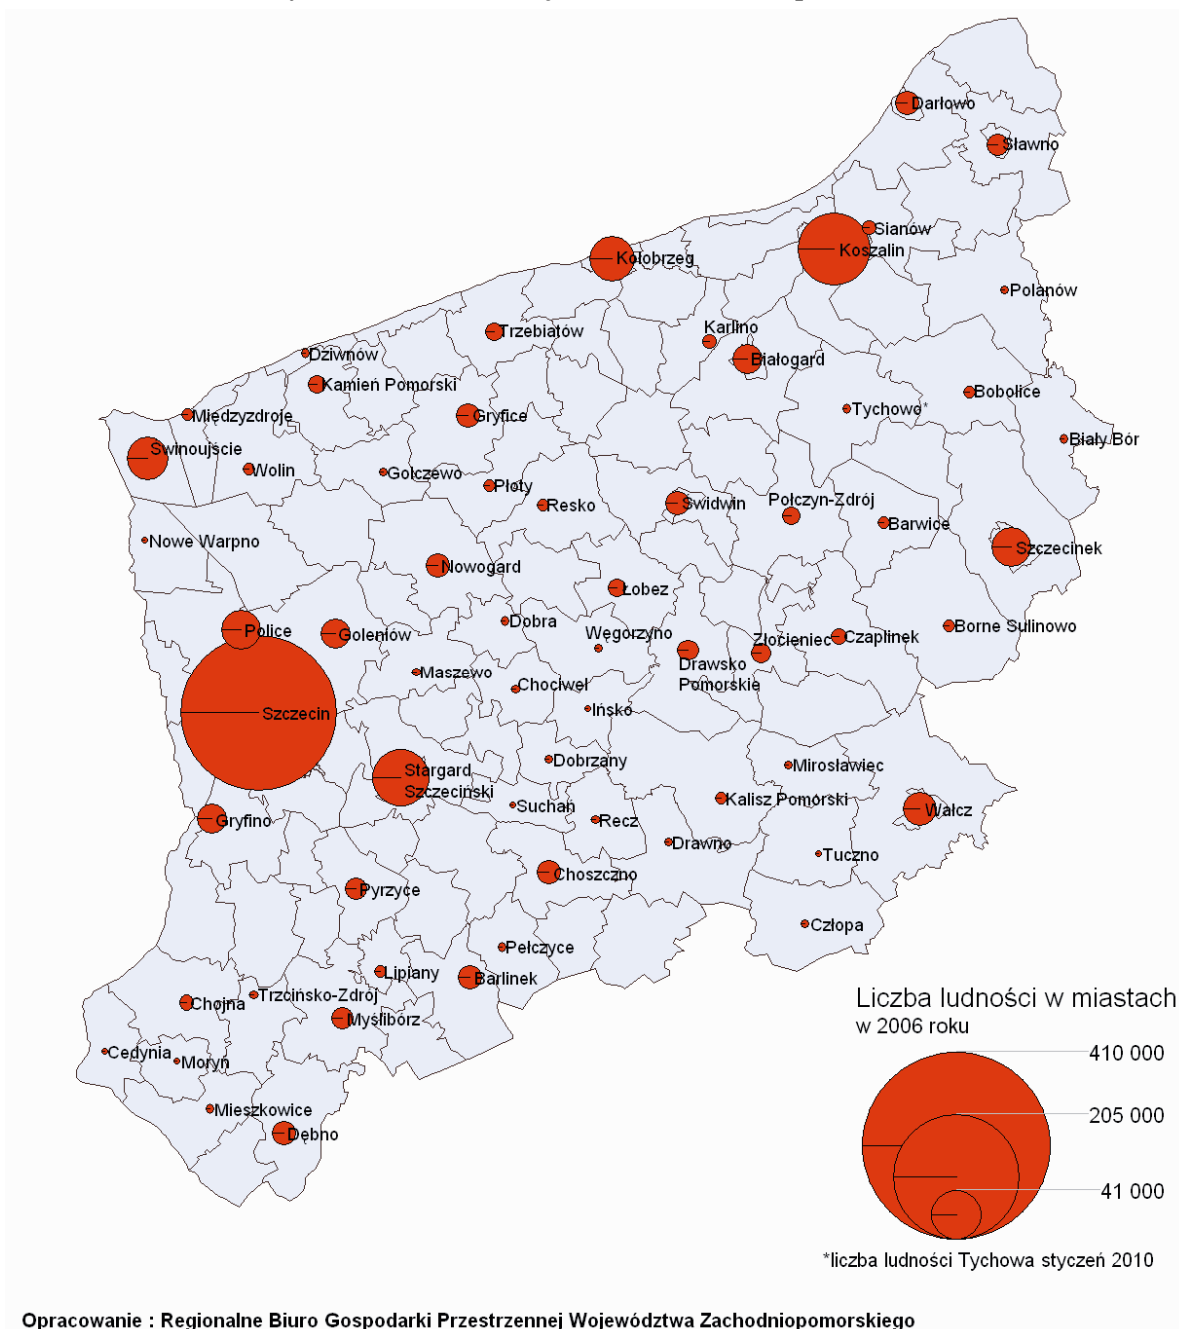 Darłowo
Sławno
Sianów
Koszalin
Kołobrzeg
Polanów
Trzebiatów
Karlino
Dziwnów
Białogard
Kamień Pomorski
Bobolice
Międzyzdroje
Gryfice
Tychowo*
Biały Bór
Świnoujście
Wolin
Golczewo
Płoty
Resko
Świdwin
Połczyn-Zdrój
Barwice
Nowe Warpno
Szczecinek
Nowogard
Łobez
Police
Goleniów
Dobra
Węgorzyno
Złocieniec
Czaplinek
Borne Sulinowo
Maszewo
Drawsko
Pomorskie
Chociwel
Szczecin
Ińsko
Dobrzany
Mirosławiec
Stargard
Szczeciński
Suchań
Kalisz Pomorski
Wałcz
Gryfino
Recz
Drawno
Tuczno
Choszczno
Pyrzyce
Człopa
Pełczyce
Lipiany
Barlinek
Trzcińsko-Zdrój
Chojna
Myślibórz
Cedynia
Moryń
Mieszkowice
Dębno
Liczba ludności w miastach
w 2006 roku
410 000
205 000
41 000
*liczba ludności Tychowa styczeń 2010
Opracowanie : Regionalne Biuro Gospodarki Przestrzennej Województwa Zachodniopomorskiego